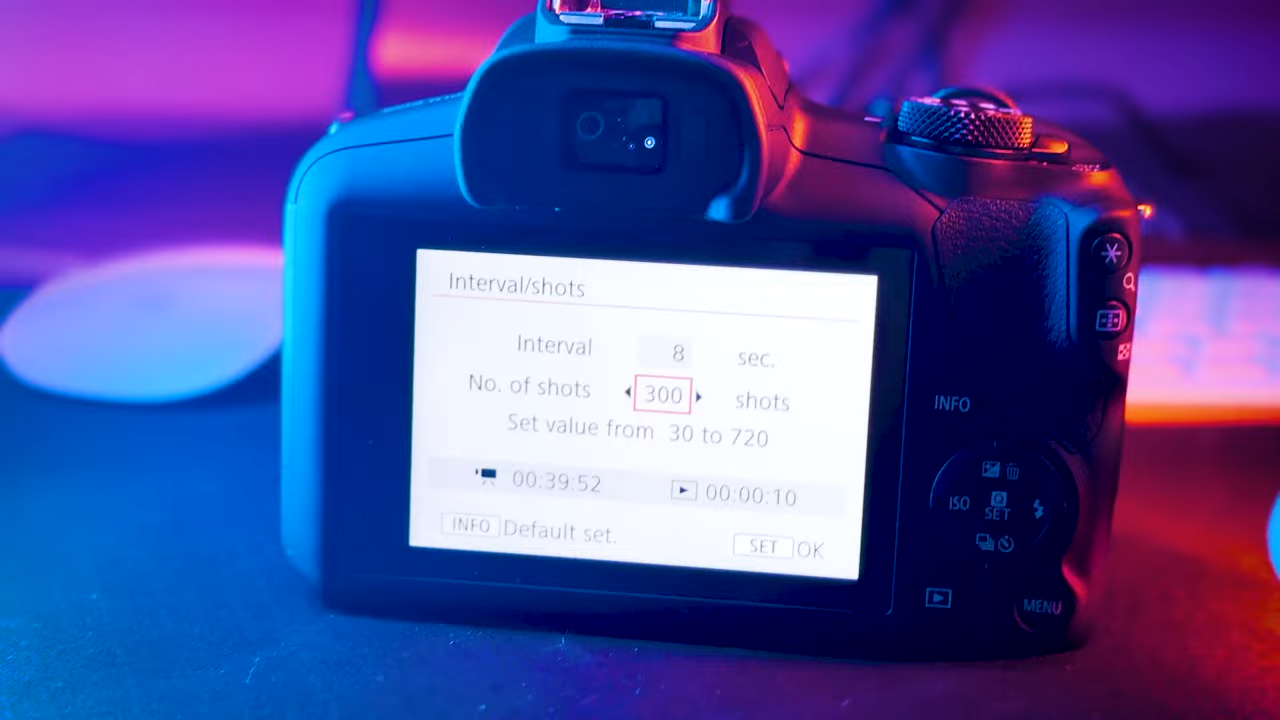 Interval/shots
Interval 8 sec.
No. of shots 300 shots
Set value from 30 to 720
00:39:52 00:00:10
INFO Default set.
SET OK
INFO
ISO SET
MENU